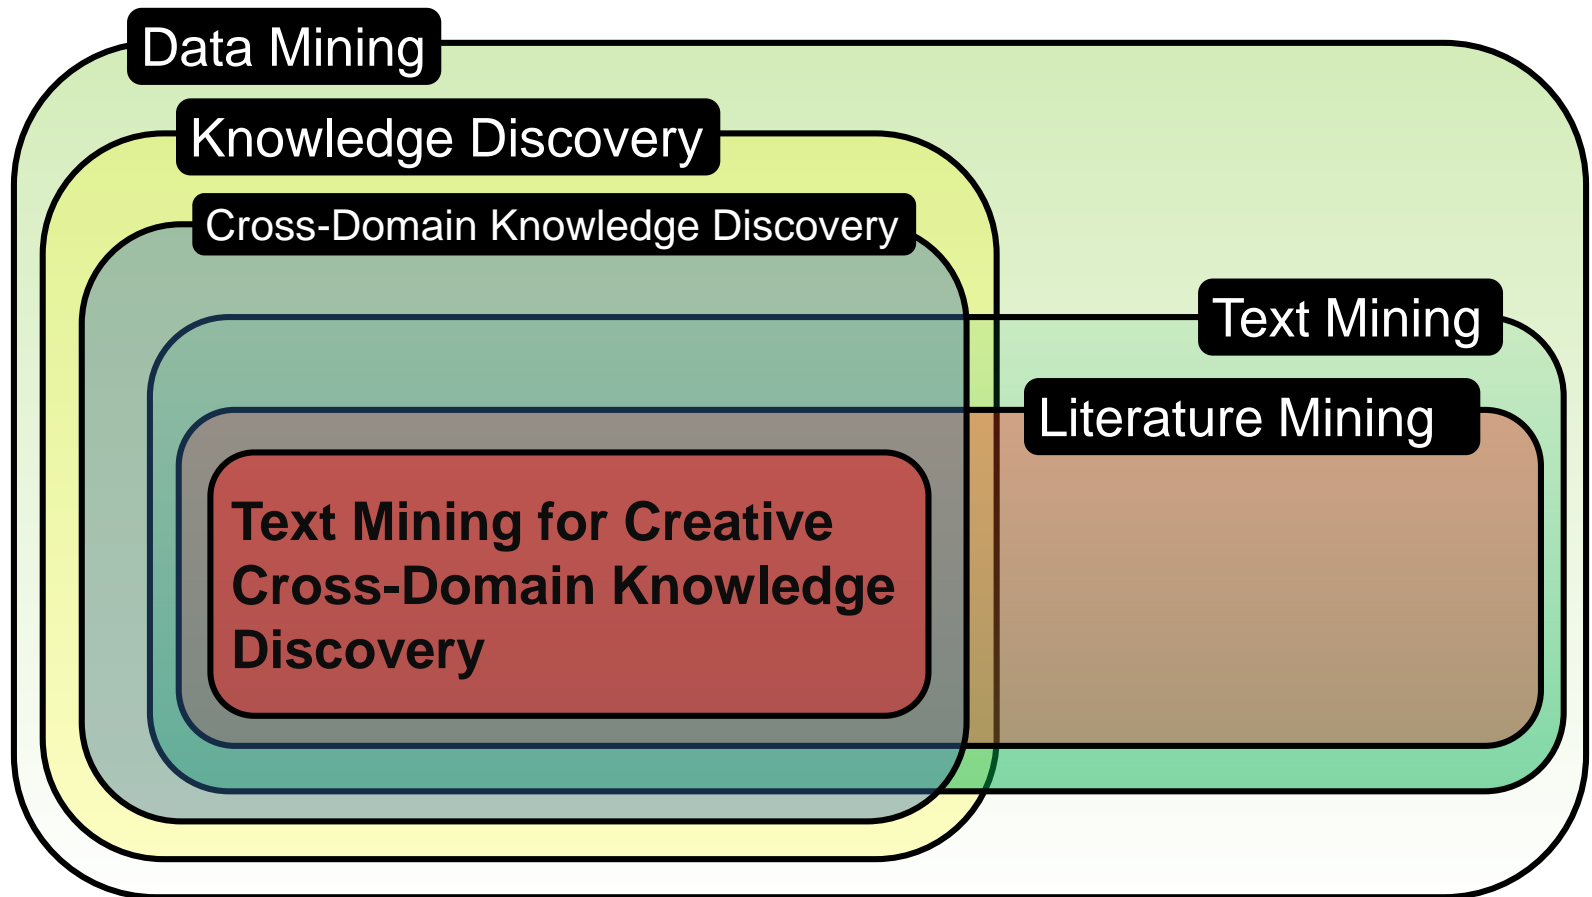 Data Mining
Knowledge Discovery
Cross-Domain Knowledge Discovery
Text Mining
Literature Mining
Text Mining for Creative
Cross-Domain Knowledge
Discovery